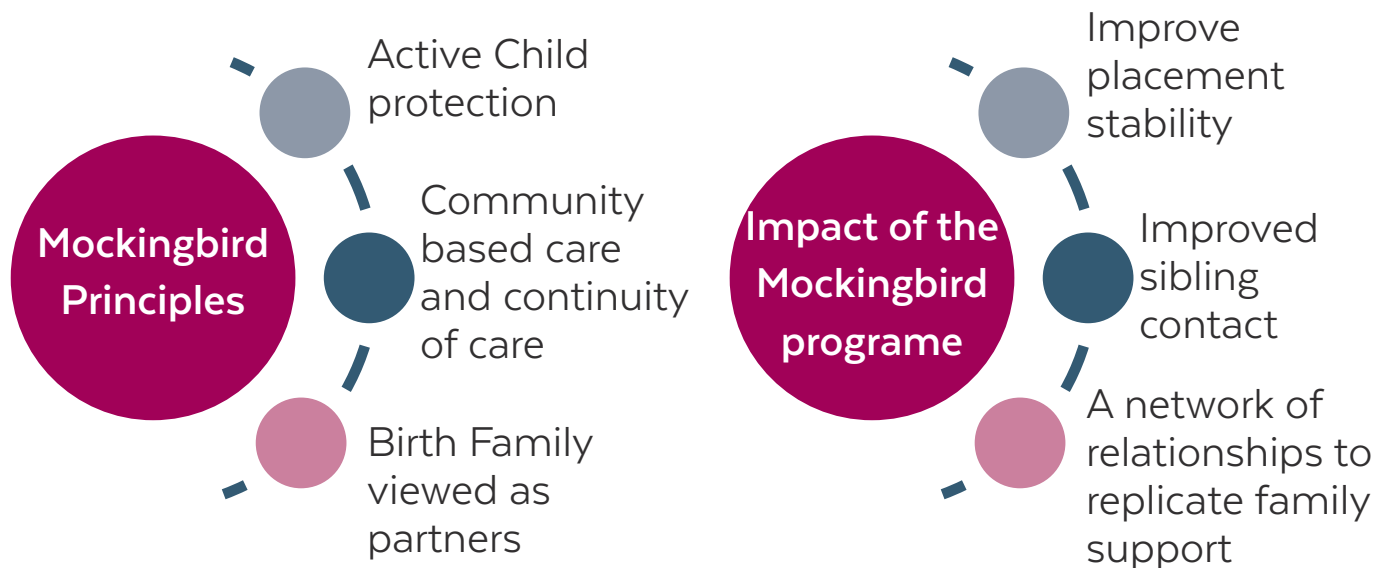 Mockingbird
Principles
Active Child
protection
Community
based care
and continuity
of care
Birth Family
viewed as
partners
Impact of the
Mockingbird
programe
Improve
placement
stability
Improved
sibling
contact
A network of
relationships to
replicate family
support